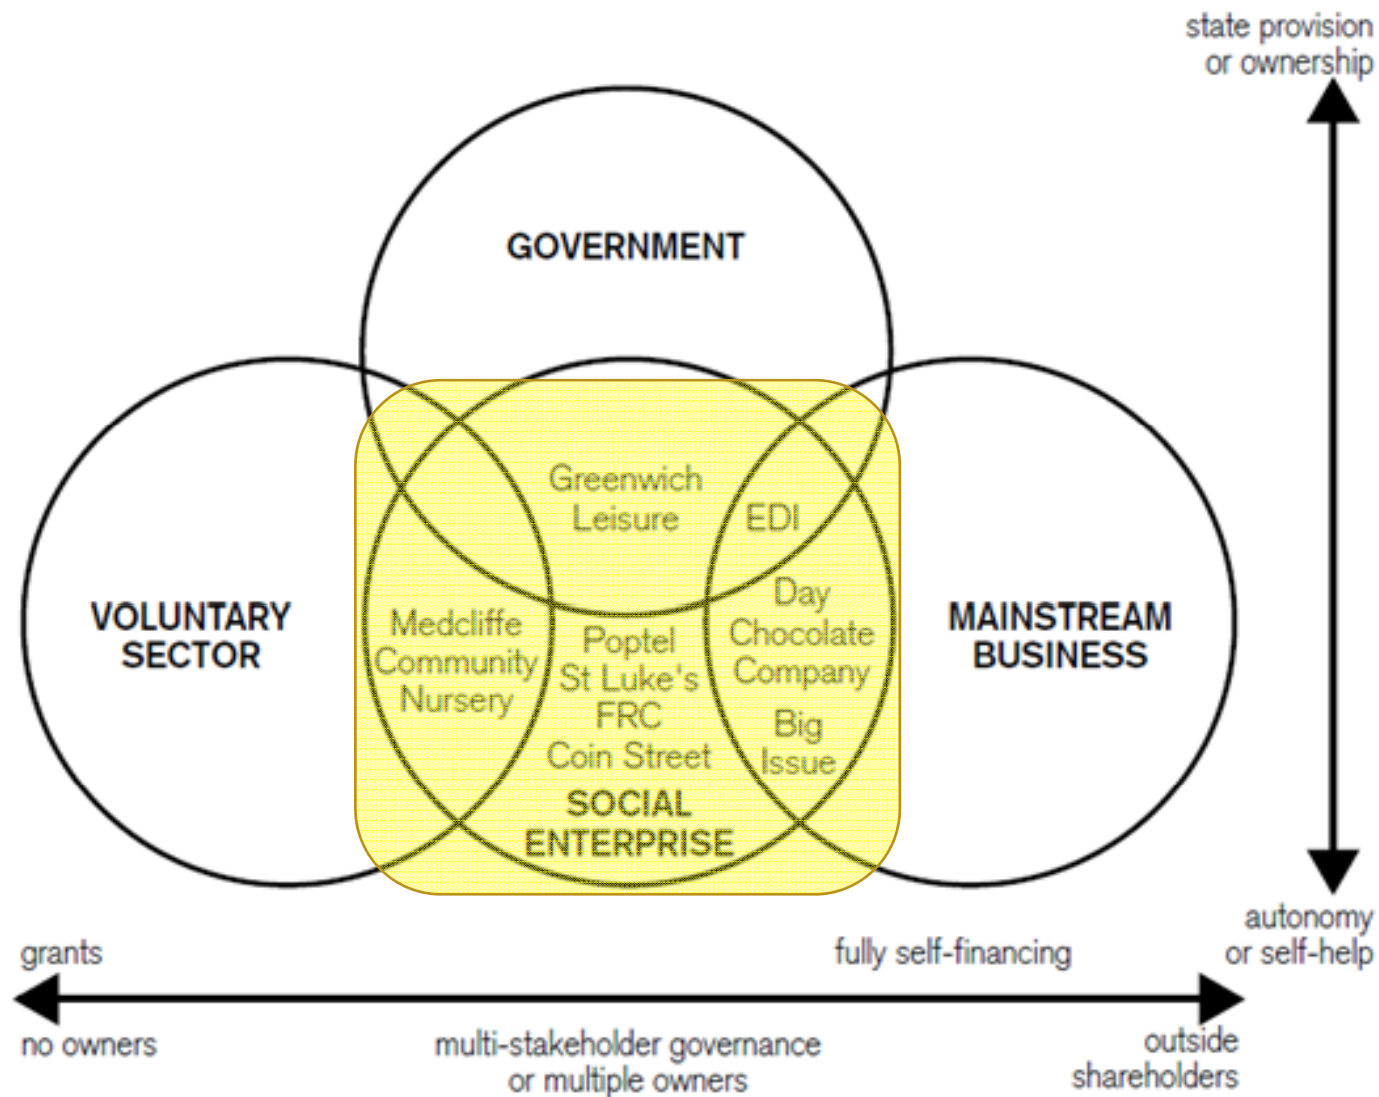 state provision
or ownership
GOVERNMENT
Greenwich
Leisure
EDI
VOLUNTARY
SECTOR
Medcliffe
Community
Nursery
Poptel
St Luke's
FRC
Coin Street
SOCIAL
ENTERPRISE
Day
Chocolate
Company
Big
Issue
MAINSTREAM
BUSINESS
autonomy
or self-help
grants
fully self-financing
no owners
multi-stakeholder governance
or multiple owners
outside
shareholders